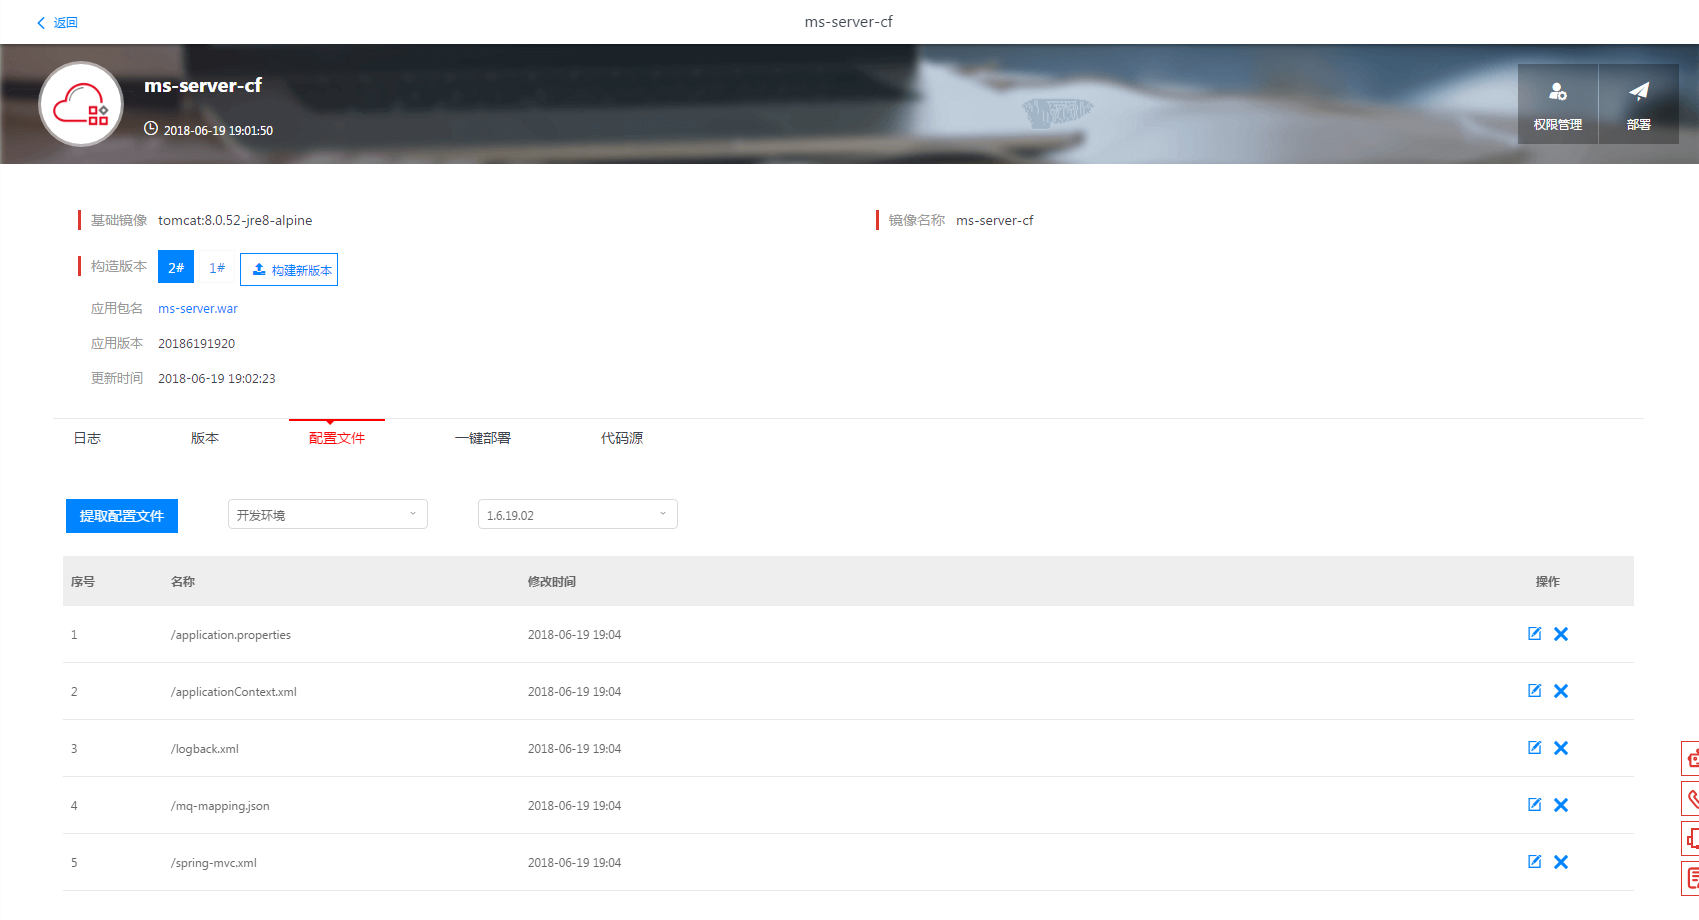 返回
ms-server-cf
ms-server-cf
2018-06-19 19:01:50
权限管理
部署
基础镜像 tomcat:8.0.52-jre8-alpine
镜像名称 ms-server-cf
构造版本 2# 1# 构建新版本
应用包名 ms-server.war
应用版本 20186191920
更新时间 2018-06-19 19:02:23
日志 版本 配置文件 一键部署 代码源
提取配置文件 开发环境 1.6.19.02
序号 名称 修改时间 操作
1 /application.properties 2018-06-19 19:04
2 /applicationContext.xml 2018-06-19 19:04
3 /logback.xml 2018-06-19 19:04
4 /mq-mapping.json 2018-06-19 19:04
5 /spring-mvc.xml 2018-06-19 19:04